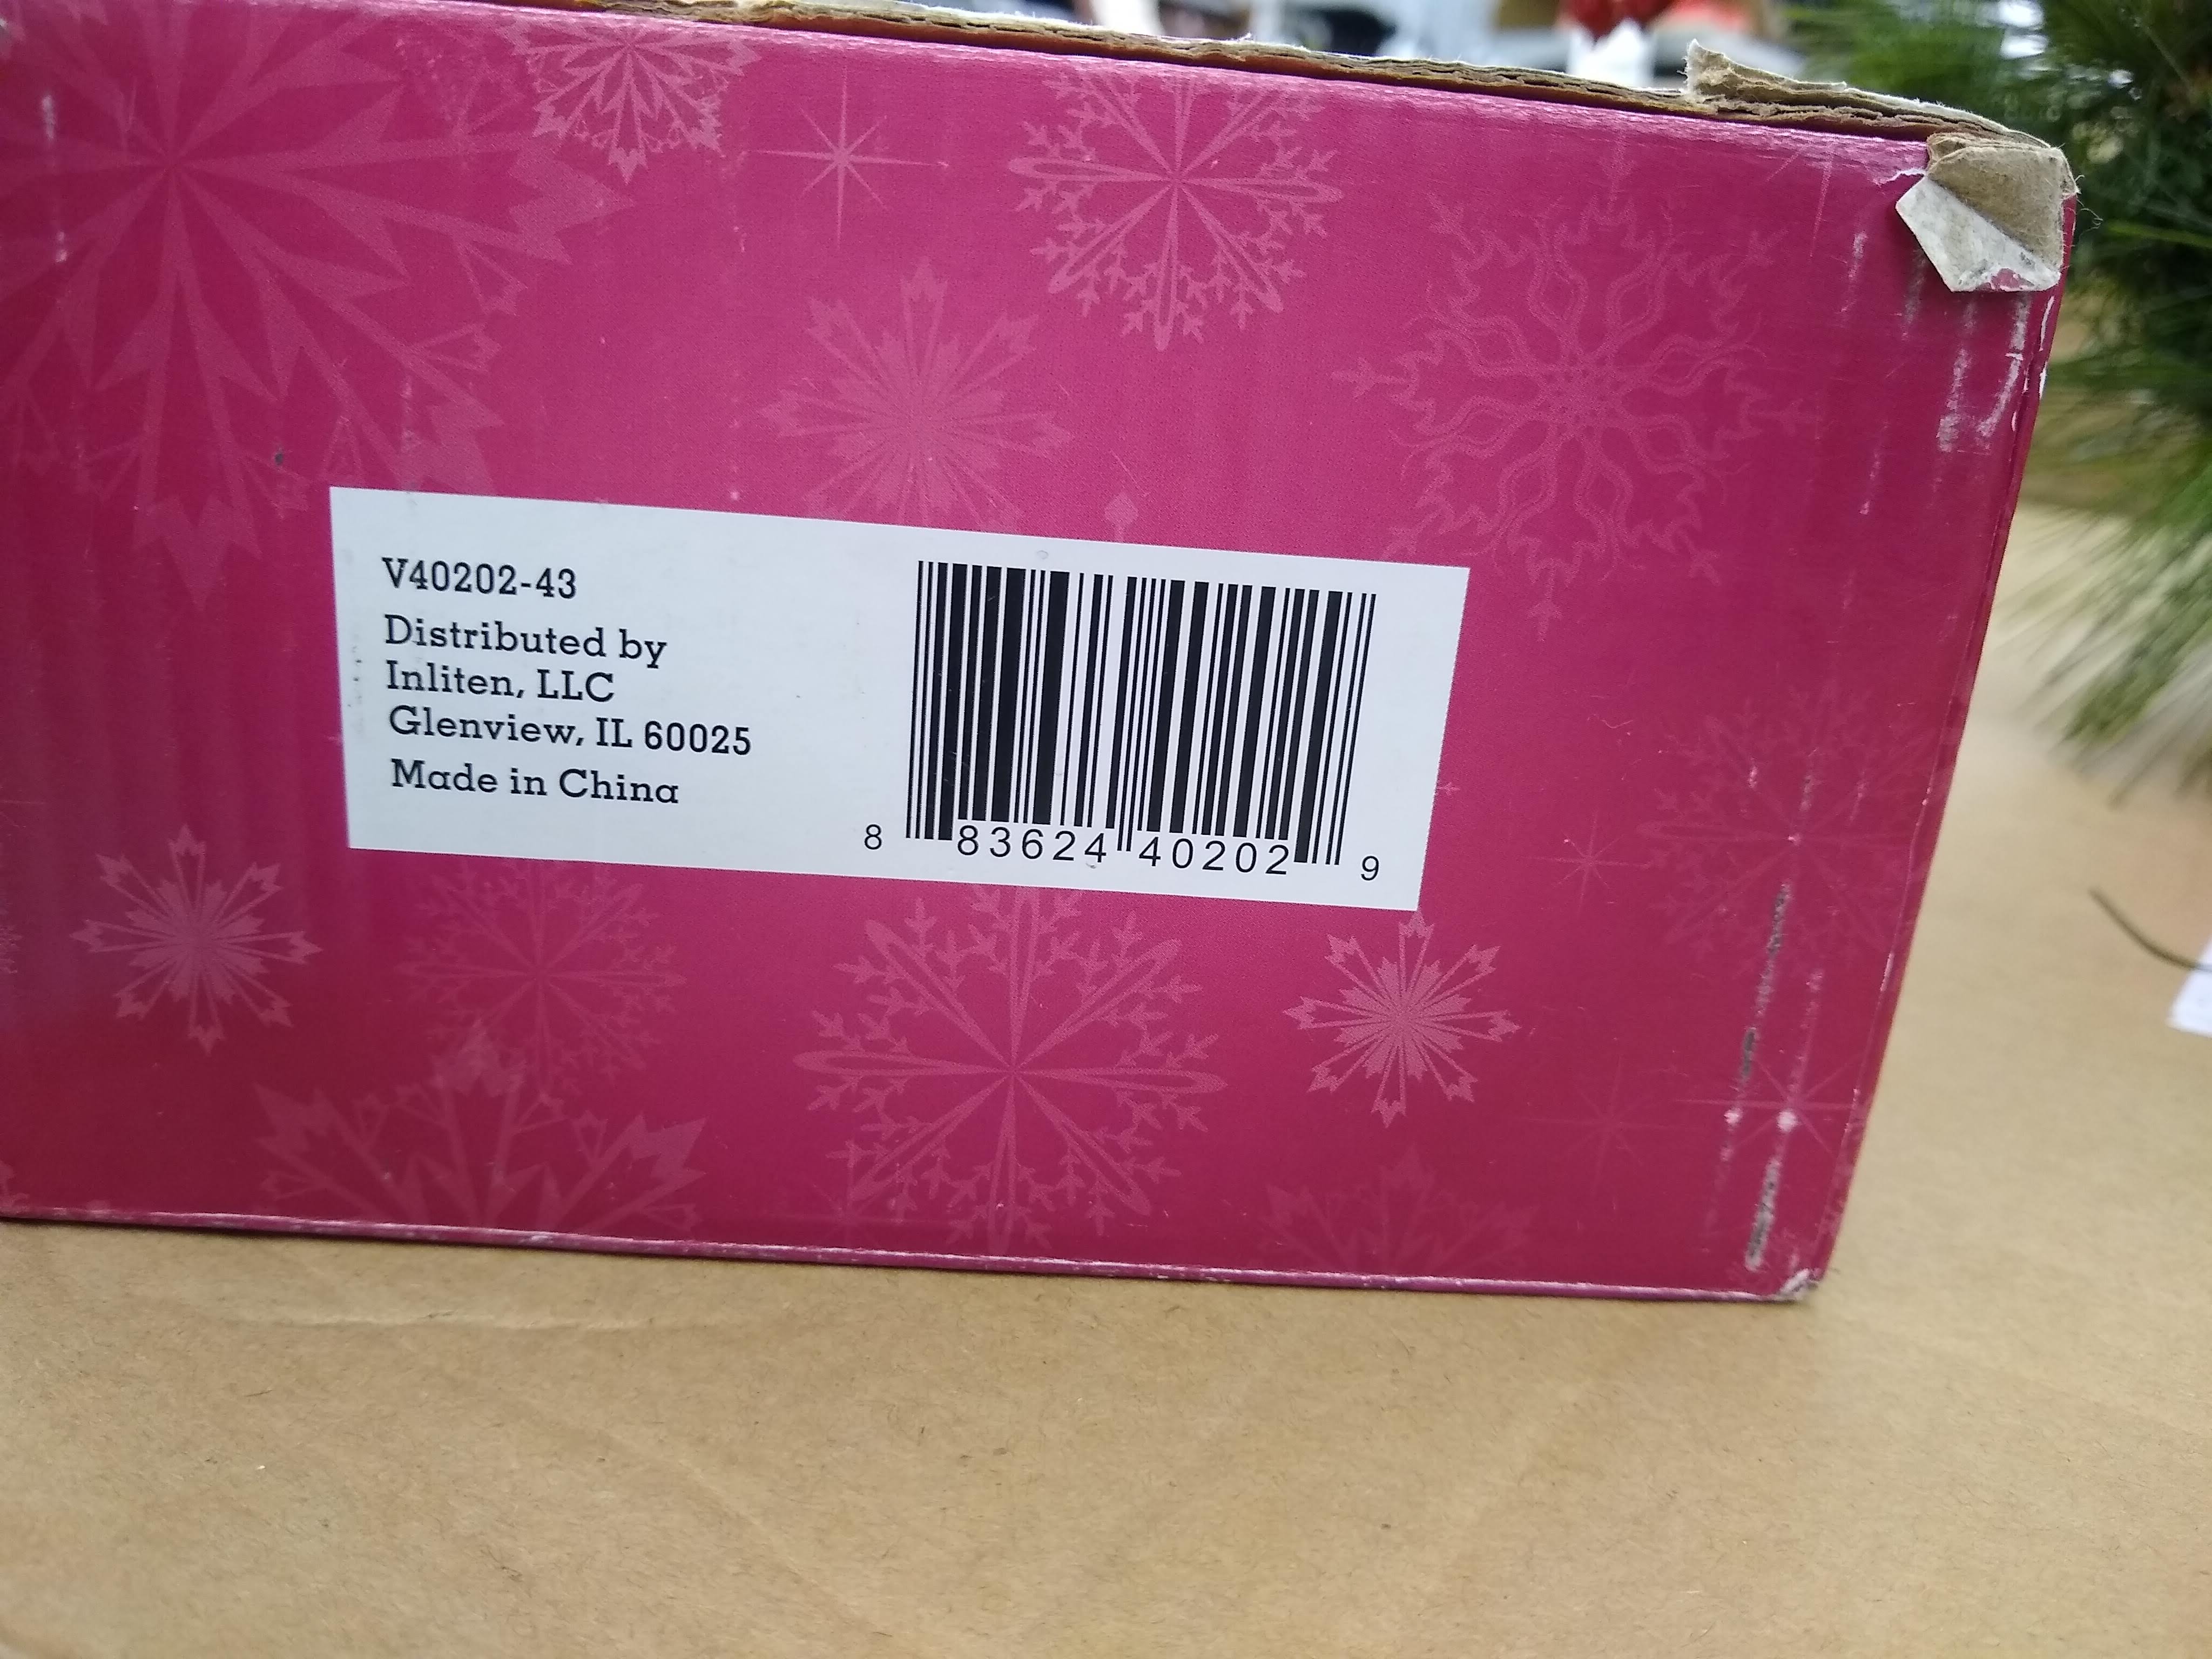 V40202-43
Distributed by
Inliten, LLC
Glenview, IL 60025
Made in China
8 83624 40202 9